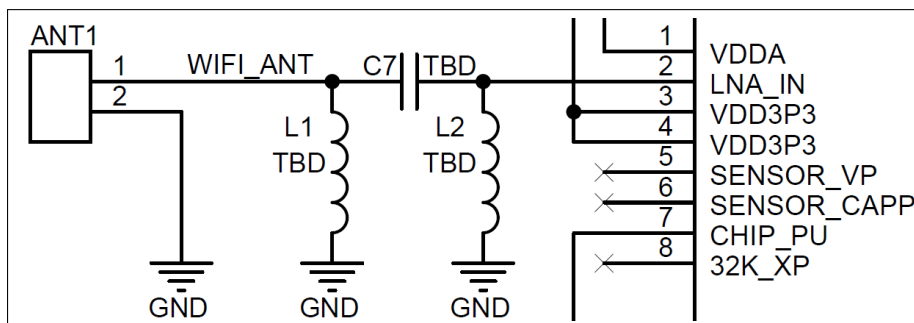 ANT1
1
2
WIFI_ANT
C7
TBD
L1
TBD
L2
TBD
GND
GND
GND
1
VDDA
2
LNA_IN
3
VDD3P3
4
VDD3P3
5
SENSOR_VP
6
SENSOR_CAPP
7
CHIP_PU
8
32K_XP